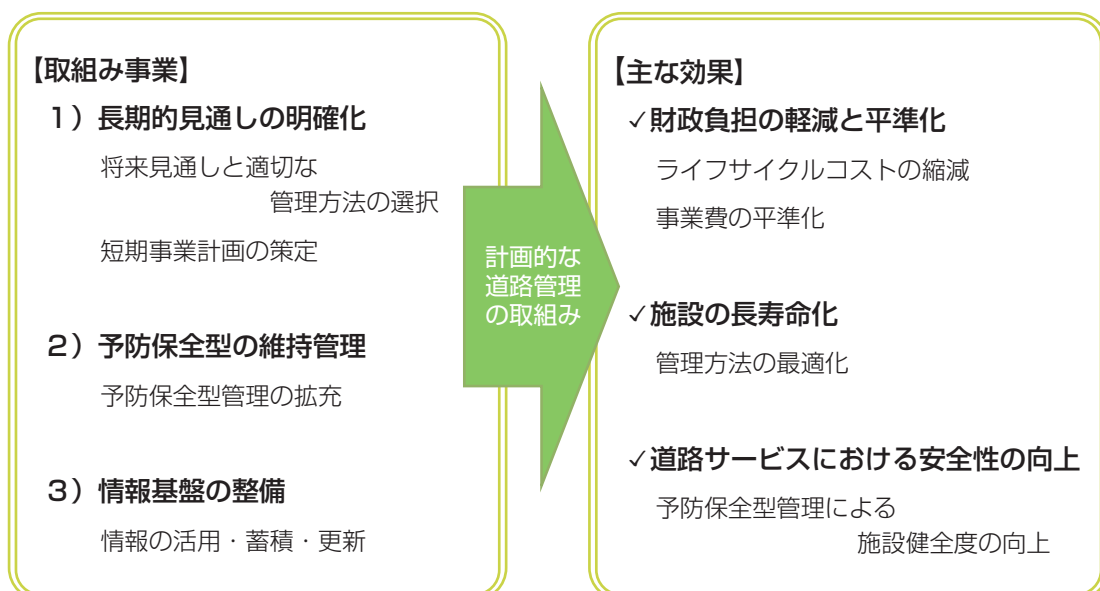 【取組み事業】
1）長期的見通しの明確化
将来見通しと適切な
管理方法の選択
短期事業計画の策定
2）予防保全型の維持管理
予防保全型管理の拡充
3）情報基盤の整備
情報の活用・蓄積・更新
計画的な
道路管理
の取組み
【主な効果】
✓財政負担の軽減と平準化
ライフサイクルコストの縮減
事業費の平準化
✓施設の長寿命化
管理方法の最適化
✓道路サービスにおける安全性の向上
予防保全型管理による
施設健全度の向上